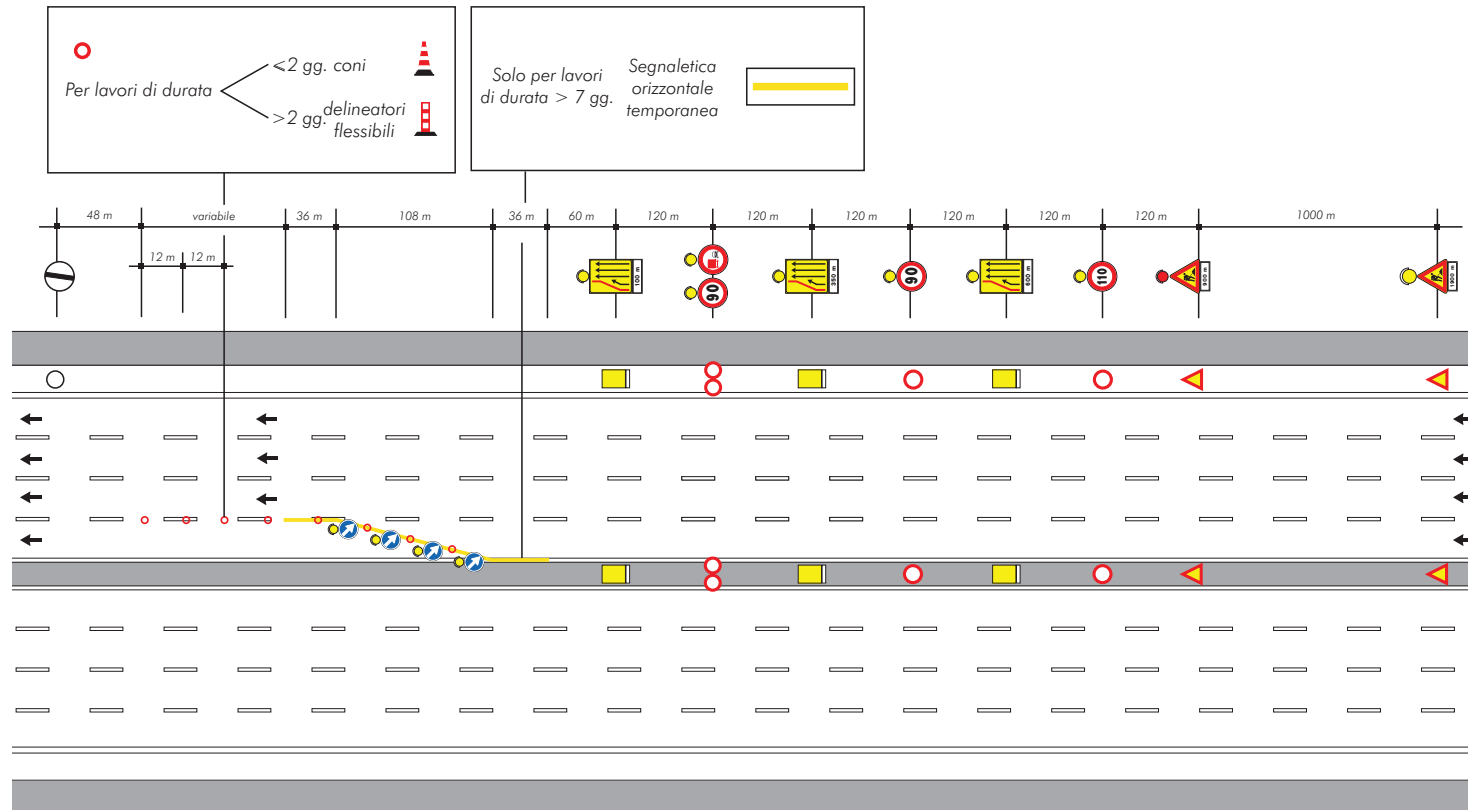 Per lavori di durata
≤2 gg. coni
>2 gg.
delineatori
flessibili
Solo per lavori
di durata > 7 gg.
Segnaletica
orizzontale
temporanea
48 m
variabile
36 m
108 m
36 m
60 m
120 m
120 m
120 m
120 m
120 m
120 m
1000 m
12 m
12 m
100 m
90
350 m
90
600 m
110
900 m
1900 m